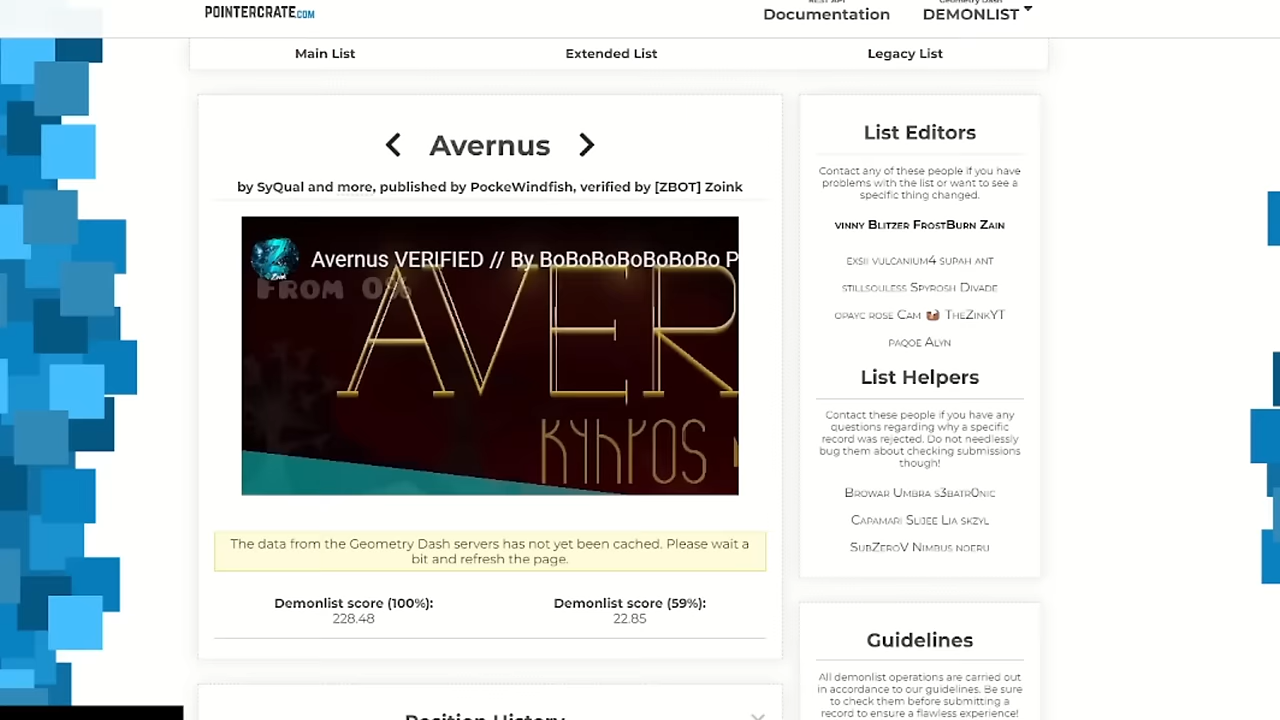 POINTERCRATE.COM
Documentation
Geometry Dash
DEMONLIST
Main List
Extended List
Legacy List
Avernus
by SyQual and more, published by PockeWindfish, verified by [ZBOT] Zoink
Avernus VERIFIED // By BoBoBoBoBoBoBo P
FROM 0%
AVER
The data from the Geometry Dash servers has not yet been cached. Please wait a
bit and refresh the page.
Demonlist score (100%):
228.48
Demonlist score (59%):
22.85
Position History
List Editors
Contact any of these people if you have
problems with the list or want to see a
specific thing changed.
vinny Blitzer FrostBurn Zain
exsii vulcanium4 supah ant
stillsouless Spyrosh Divade
opayc rose Cam 🦦 TheZinkYT
paqoe Alyn
List Helpers
Contact these people if you have any
questions regarding why a specific
record was rejected. Do not needlessly
bug them about checking submissions
though!
Browar Umbra s3batr0nic
Capamari Slijee Lia skzyl
SubZeroV Nimbus noeru
Guidelines
All demonlist operations are carried out
in accordance to our guidelines. Be sure
to check them before submitting a
record to ensure a flawless experience!